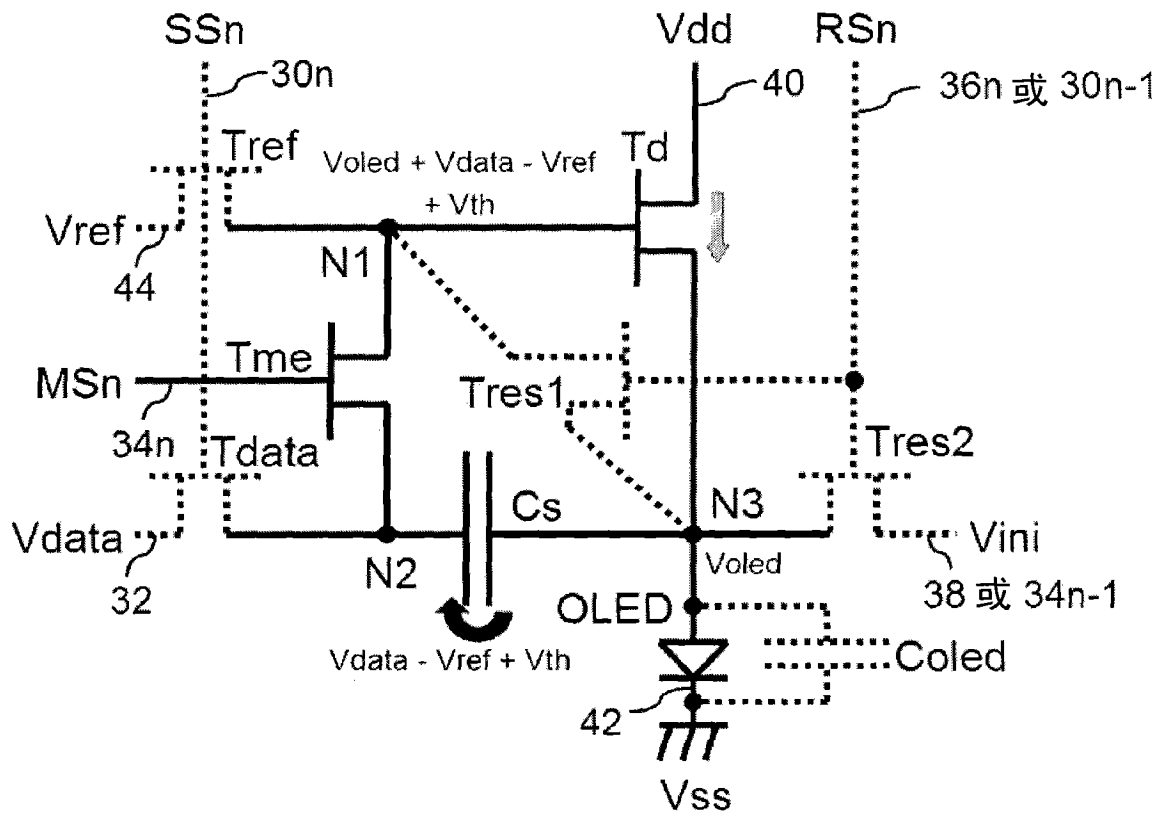 SSn
Vdd
RSn
30n
40
36n 或 30n-1
Tref
Voled + Vdata - Vref
+ Vth
Td
Vref
44
N1
MSn
Tme
Tres1
34n
Tdata
Tres2
Vdata
32
N2
Cs
N3
Voled
Vini
38 或 34n-1
OLED
Vdata - Vref + Vth
Coled
42
Vss